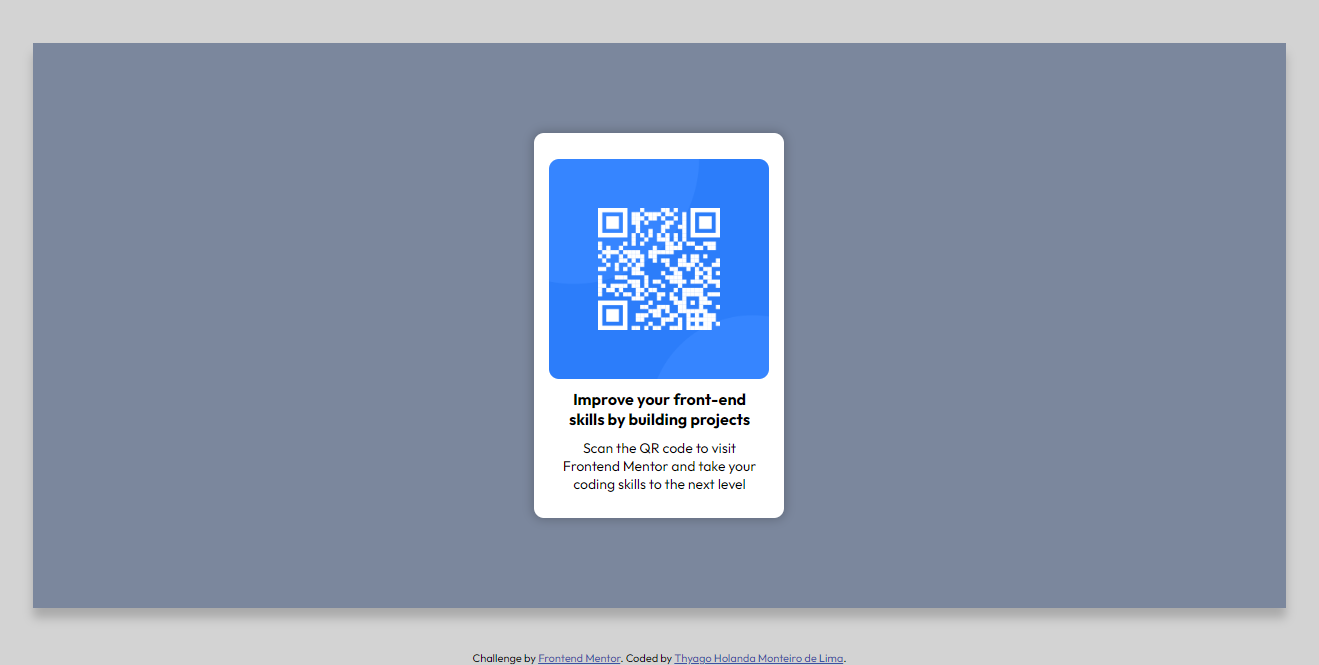 Improve your front-end
skills by building projects
Scan the QR code to visit
Frontend Mentor and take your
coding skills to the next level
Challenge by Frontend Mentor. Coded by Thyago Holanda Monteiro de Lima.